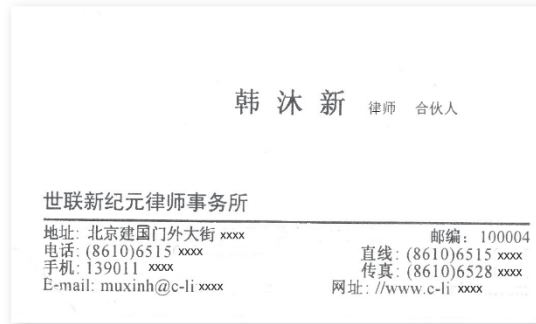 韩沐新 律师 合伙人
世联新纪元律师事务所
地址: 北京建国门外大街 xxxx 邮编: 100004
电话: (8610)6515 xxxx 直线: (8610)6515 xxxx
手机: 139011 xxxx 传真: (8610)6528 xxxx
E-mail: muxinh@c-li xxxx 网址: //www.c-li xxxx